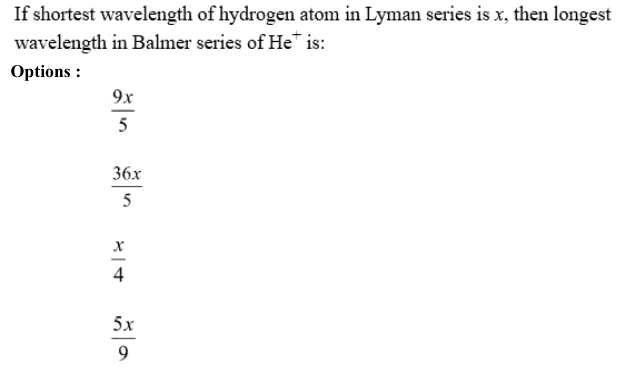 If shortest wavelength of hydrogen atom in Lyman series is x, then longest
wavelength in Balmer series of He⁺ is:
Options :
9x
5
36x
5
x
4
5x
9